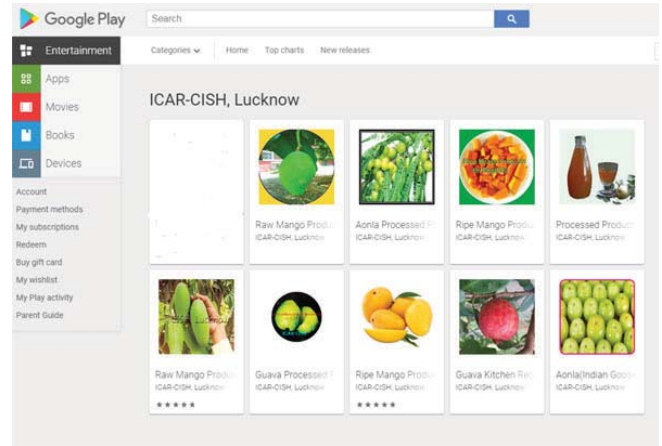 Google Play
Search
Entertainment
Categories
Home
Top charts
New releases
Apps
Movies
Books
Devices
Account
Payment methods
My subscriptions
Redeem
Buy gift card
My wishlist
My Play activity
Parent Guide
ICAR-CISH, Lucknow
Raw Mango Produ
ICAR-CISH, Lucknow
Aonla Processed P
ICAR-CISH, Lucknow
Ripe Mango Produ
ICAR-CISH, Lucknow
Processed Product
ICAR-CISH, Lucknow
Raw Mango Produ
ICAR-CISH, Lucknow
Guava Processed P
ICAR-CISH, Lucknow
Ripe Mango Produ
ICAR-CISH, Lucknow
Guava Kitchen Re
ICAR-CISH, Lucknow
Aonla(Indian Goose
ICAR-CISH, Lucknow